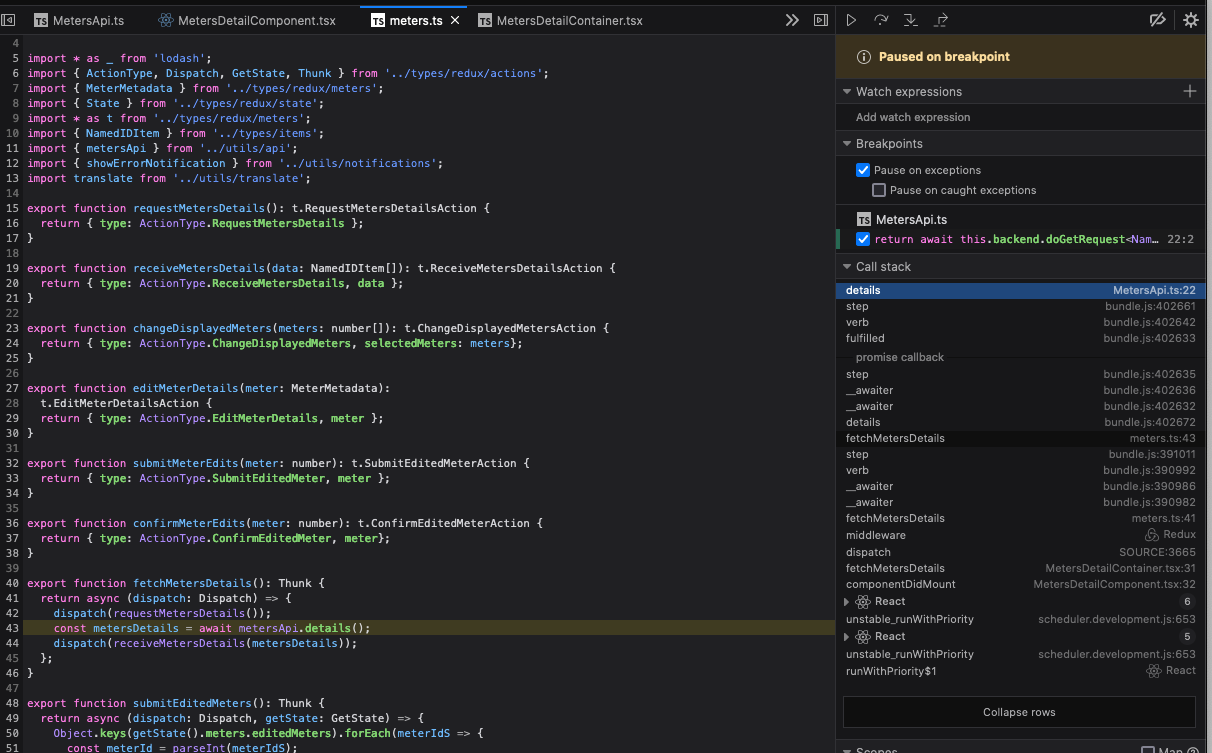 TS MetersApi.ts MetersDetailComponent.tsx TS meters.ts TS MetersDetailContainer.tsx
4
5 import * as _ from 'lodash';
6 import { ActionType, Dispatch, GetState, Thunk } from '../types/redux/actions';
7 import { MeterMetadata } from '../types/redux/meters';
8 import { State } from '../types/redux/state';
9 import * as t from '../types/redux/meters';
10 import { NamedIDItem } from '../types/items';
11 import { metersApi } from '../utils/api';
12 import { showErrorNotification } from '../utils/notifications';
13 import translate from '../utils/translate';
14
15 export function requestMetersDetails(): t.RequestMetersDetailsAction {
16 return { type: ActionType.RequestMetersDetails };
17 }
18
19 export function receiveMetersDetails(data: NamedIDItem[]): t.ReceiveMetersDetailsAction {
20 return { type: ActionType.ReceiveMetersDetails, data };
21 }
22
23 export function changeDisplayedMeters(meters: number[]): t.ChangeDisplayedMetersAction {
24 return { type: ActionType.ChangeDisplayedMeters, selectedMeters: meters};
25 }
26
27 export function editMeterDetails(meter: MeterMetadata):
28 t.EditMeterDetailsAction {
29 return { type: ActionType.EditMeterDetails, meter };
30 }
31
32 export function submitMeterEdits(meter: number): t.SubmitEditedMeterAction {
33 return { type: ActionType.SubmitEditedMeter, meter };
34 }
35
36 export function confirmMeterEdits(meter: number): t.ConfirmEditedMeterAction {
37 return { type: ActionType.ConfirmEditedMeter, meter};
38 }
39
40 export function fetchMetersDetails(): Thunk {
41 return async (dispatch: Dispatch) => {
42 dispatch(requestMetersDetails());
43 const metersDetails = await metersApi.details();
44 dispatch(receiveMetersDetails(metersDetails));
45 };
46 }
47
48 export function submitEditedMeters(): Thunk {
49 return async (dispatch: Dispatch, getState: GetState) => {
50 Object.keys(getState().meters.editedMeters).forEach(meterIdS => {
51 const meterId = parseInt(meterIdS);
Paused on breakpoint
Watch expressions
Add watch expression
Breakpoints
Pause on exceptions
Pause on caught exceptions
TS MetersApi.ts
return await this.backend.doGetRequest<Nam… 22:2
Call stack
details MetersApi.ts:22
step bundle.js:402661
verb bundle.js:402642
fulfilled bundle.js:402633
promise callback
step bundle.js:402635
__awaiter bundle.js:402636
__awaiter bundle.js:402632
details bundle.js:402672
fetchMetersDetails meters.ts:43
step bundle.js:391011
verb bundle.js:390992
__awaiter bundle.js:390986
__awaiter bundle.js:390982
fetchMetersDetails meters.ts:41
middleware Redux
dispatch SOURCE:3665
fetchMetersDetails MetersDetailContainer.tsx:31
componentDidMount MetersDetailComponent.tsx:32
React 6
unstable_runWithPriority scheduler.development.js:653
React 5
unstable_runWithPriority scheduler.development.js:653
runWithPriority$1 React
Collapse rows
Scopes Map